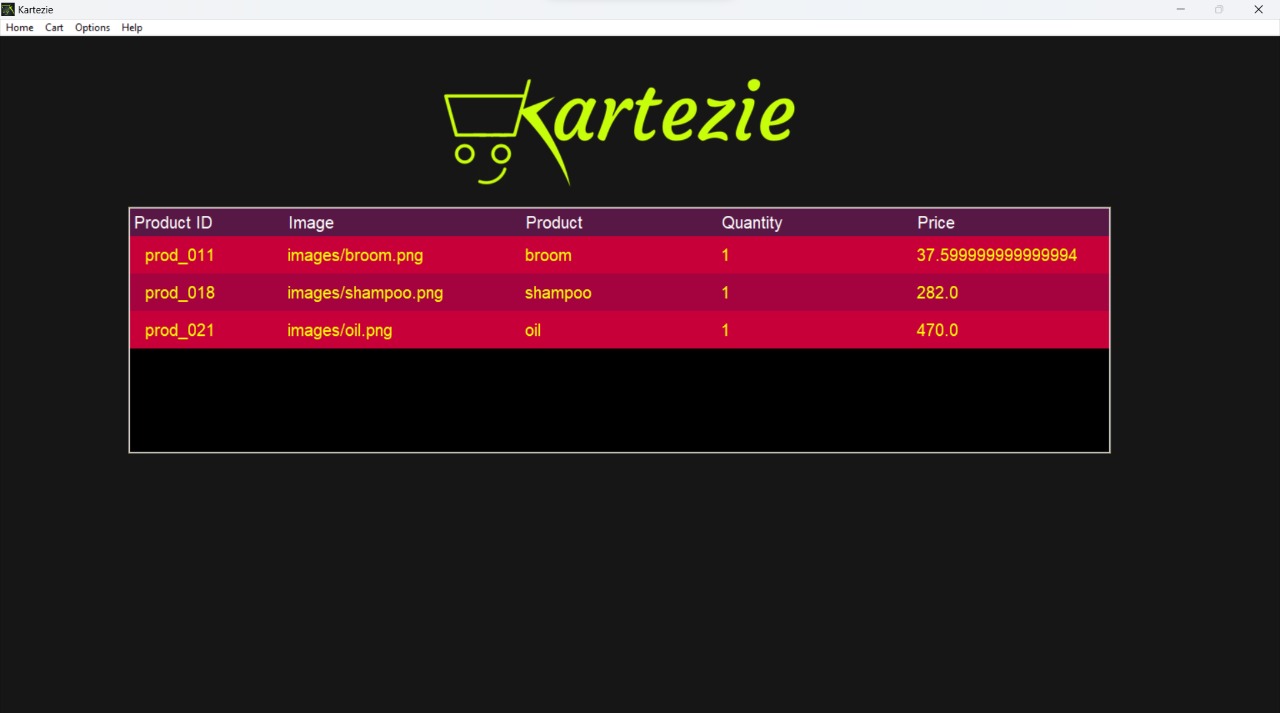 Kartezie
Home Cart Options Help
kartezie
Product ID Image Product Quantity Price
prod_011 images/broom.png broom 1 37.599999999999994
prod_018 images/shampoo.png shampoo 1 282.0
prod_021 images/oil.png oil 1 470.0